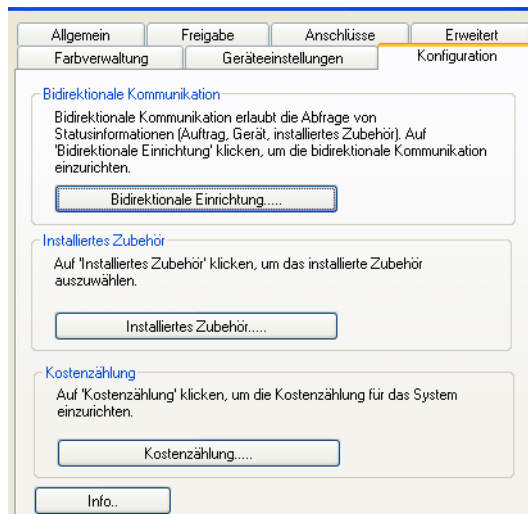 Allgemein Freigabe Anschlüsse Erweitert
Farbverwaltung Geräteeinstellungen Konfiguration
Bidirektionale Kommunikation
Bidirektionale Kommunikation erlaubt die Abfrage von
Statusinformationen (Auftrag, Gerät, installiertes Zubehör). Auf
'Bidirektionale Einrichtung' klicken, um die bidirektionale Kommunikation
einzurichten.
Bidirektionale Einrichtung.....
Installiertes Zubehör
Auf 'Installiertes Zubehör' klicken, um das installierte Zubehör
auszuwählen.
Installiertes Zubehör.....
Kostenzählung
Auf 'Kostenzählung' klicken, um die Kostenzählung für das System
einzurichten.
Kostenzählung.....
Info..